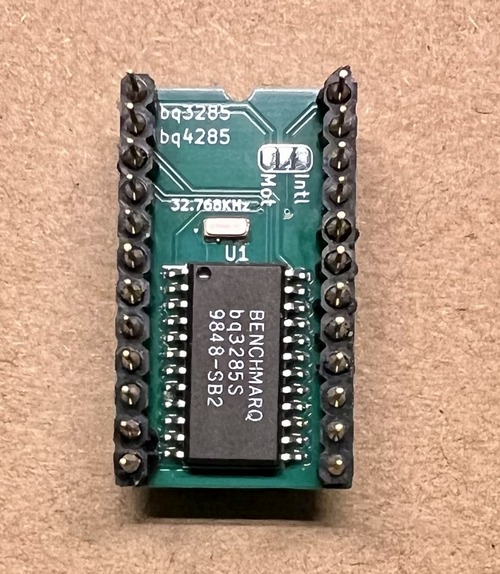 bq3285
bq4285
Mot
Intl
32.768KHz
U1
BENCHMARQ
bq3285S
9848-SB2